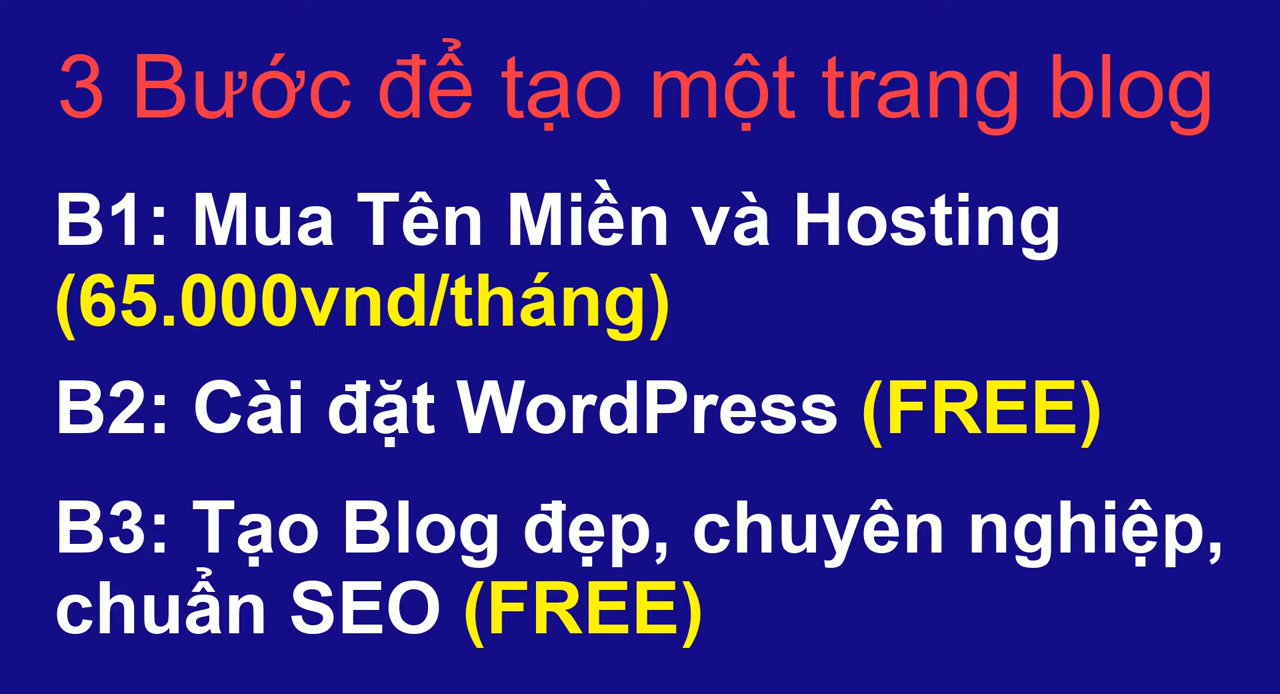 3 Bước để tạo một trang blog
B1: Mua Tên Miền và Hosting
(65.000vnd/tháng)
B2: Cài đặt WordPress (FREE)
B3: Tạo Blog đẹp, chuyên nghiệp,
chuẩn SEO (FREE)